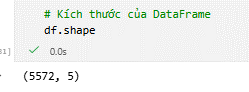 # Kích thước của DataFrame
df.shape
0.0s
(5572, 5)